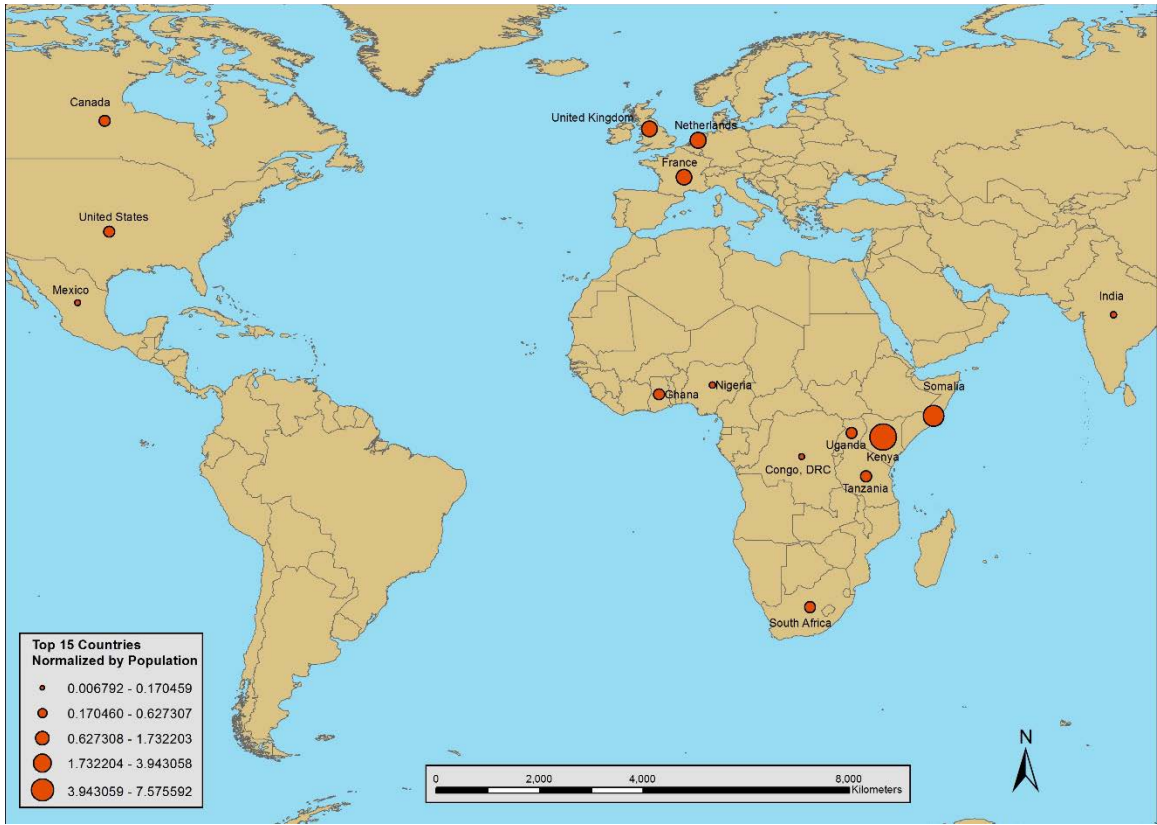 Canada
United Kingdom
Netherlands
France
United States
Mexico
India
Nigeria
Ghana
Somalia
Uganda
Kenya
Congo, DRC
Tanzania
South Africa
Top 15 Countries
Normalized by Population
0.006792 - 0.170459
0.170460 - 0.627307
0.627308 - 1.732203
1.732204 - 3.943058
3.943059 - 7.575592
N
0 2,000 4,000 8,000
Kilometers